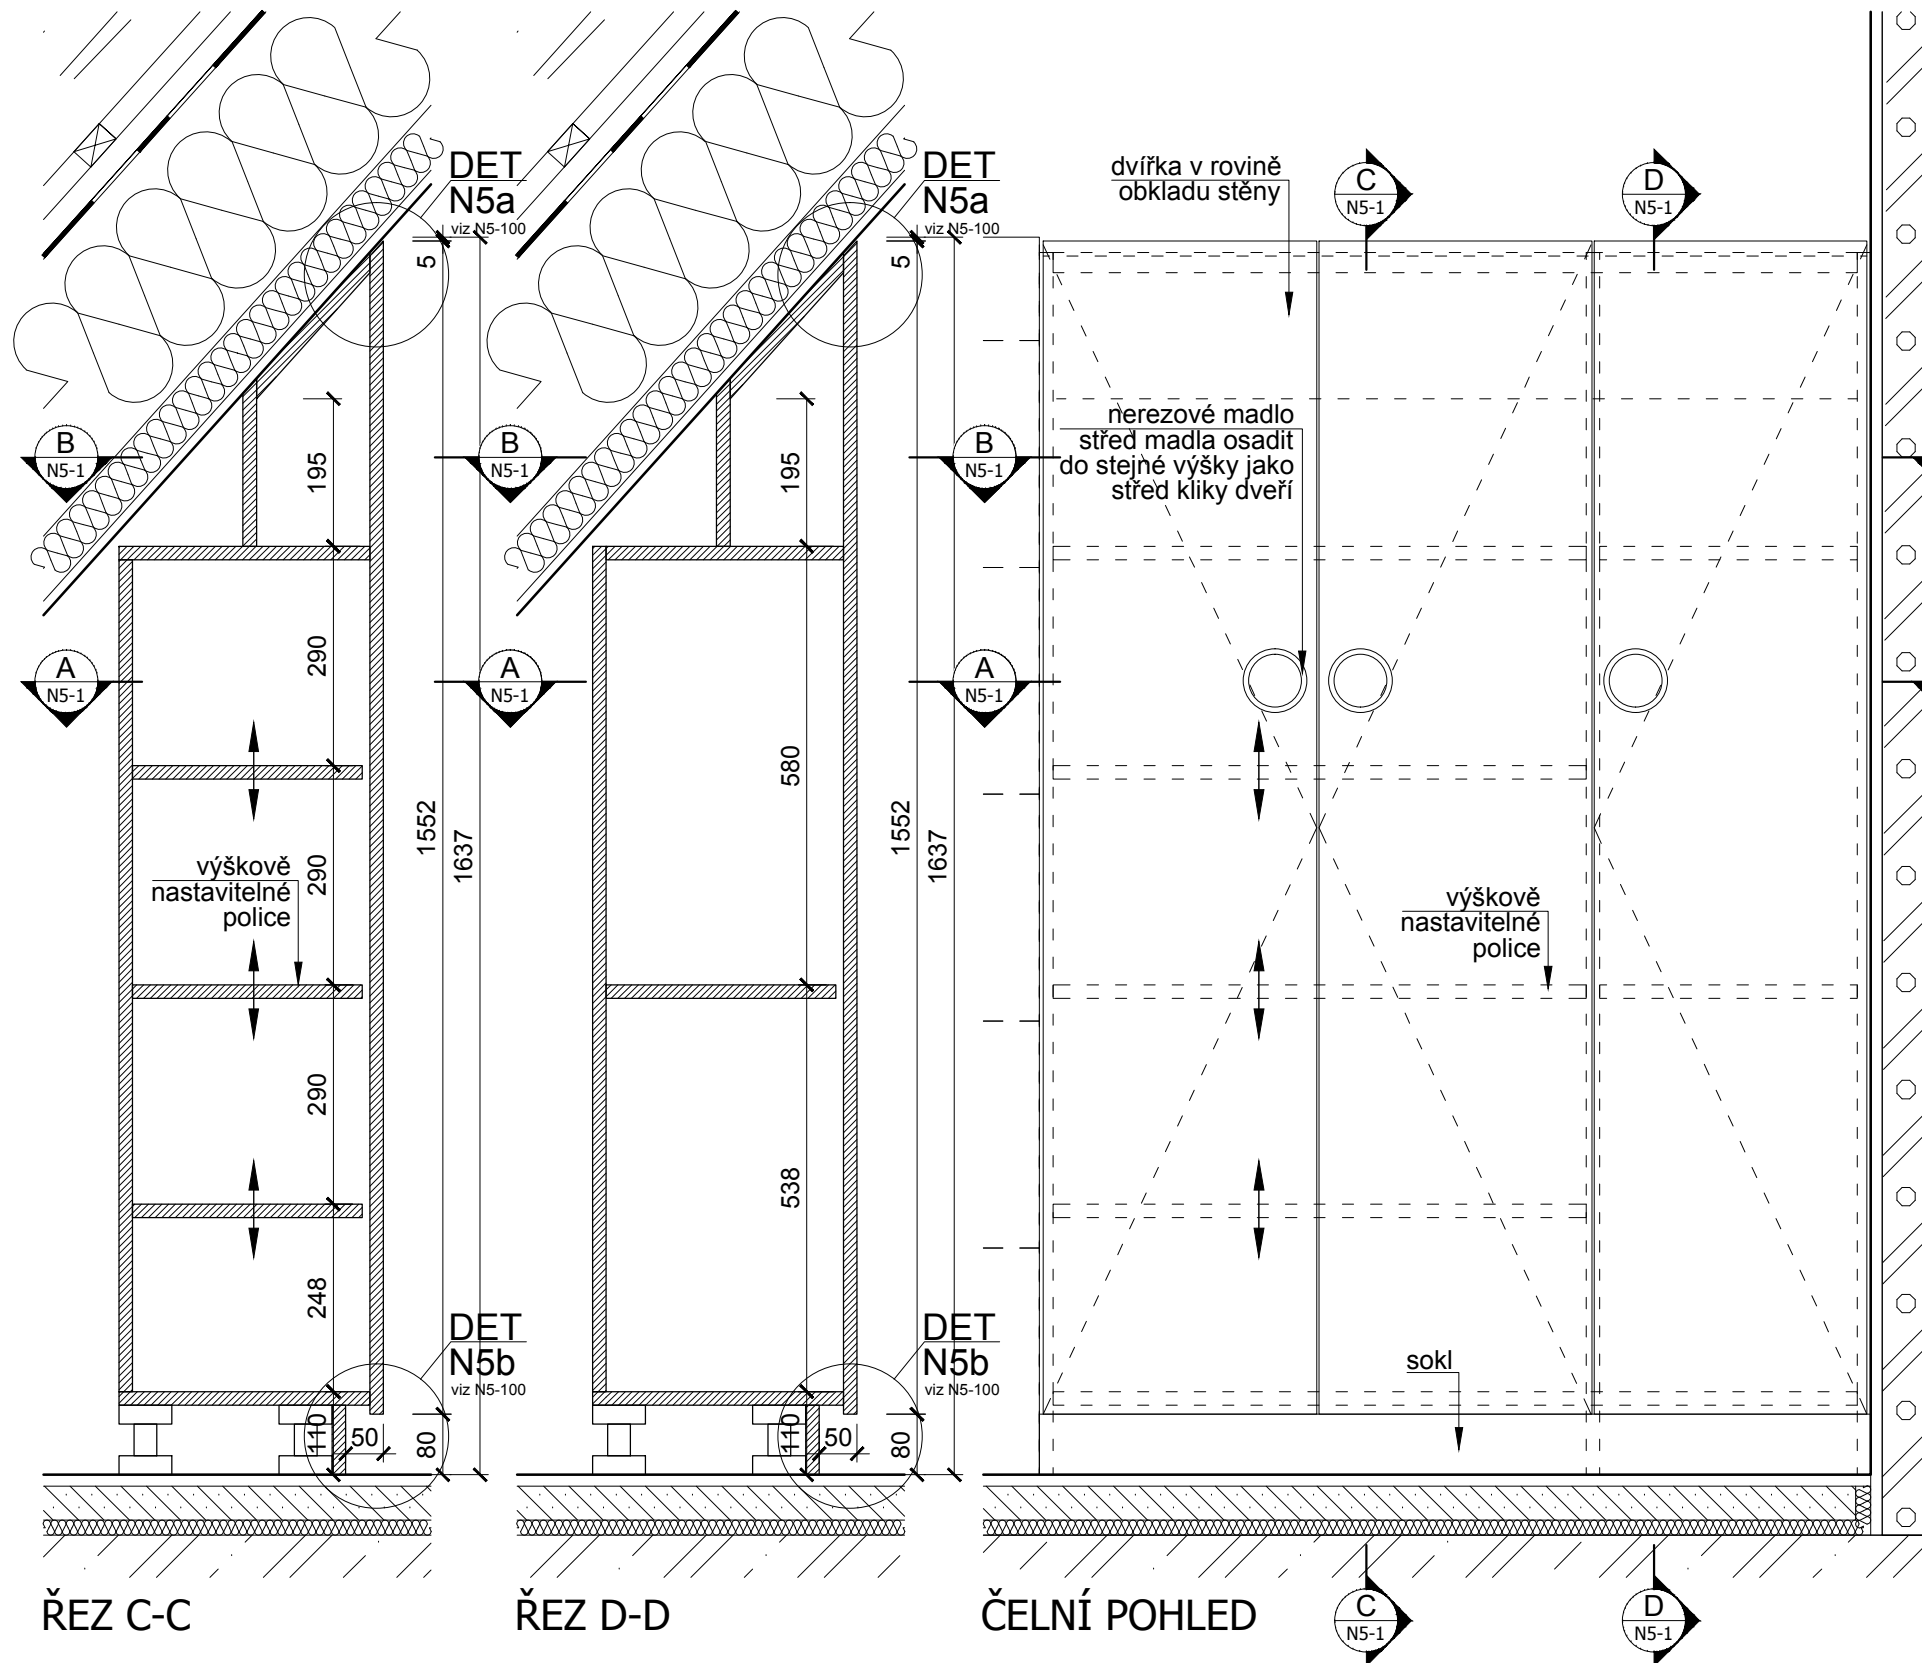 DET
N5a
viz N5-100
5
B
N5-1
195
290
A
N5-1
1552
1637
výškově
nastavitelné
police
290
290
248
DET
N5b
viz N5-100
110
50
80
ŘEZ C-C
DET
N5a
viz N5-100
5
B
N5-1
195
A
N5-1
580
1552
1637
538
DET
N5b
viz N5-100
110
50
80
ŘEZ D-D
dvířka v rovině
obkladu stěny
C
N5-1
D
N5-1
B
N5-1
nerezové madlo
střed madla osadit
do stejné výšky jako
střed kliky dveří
A
N5-1
výškově
nastavitelné
police
sokl
ČELNÍ POHLED
C
N5-1
D
N5-1